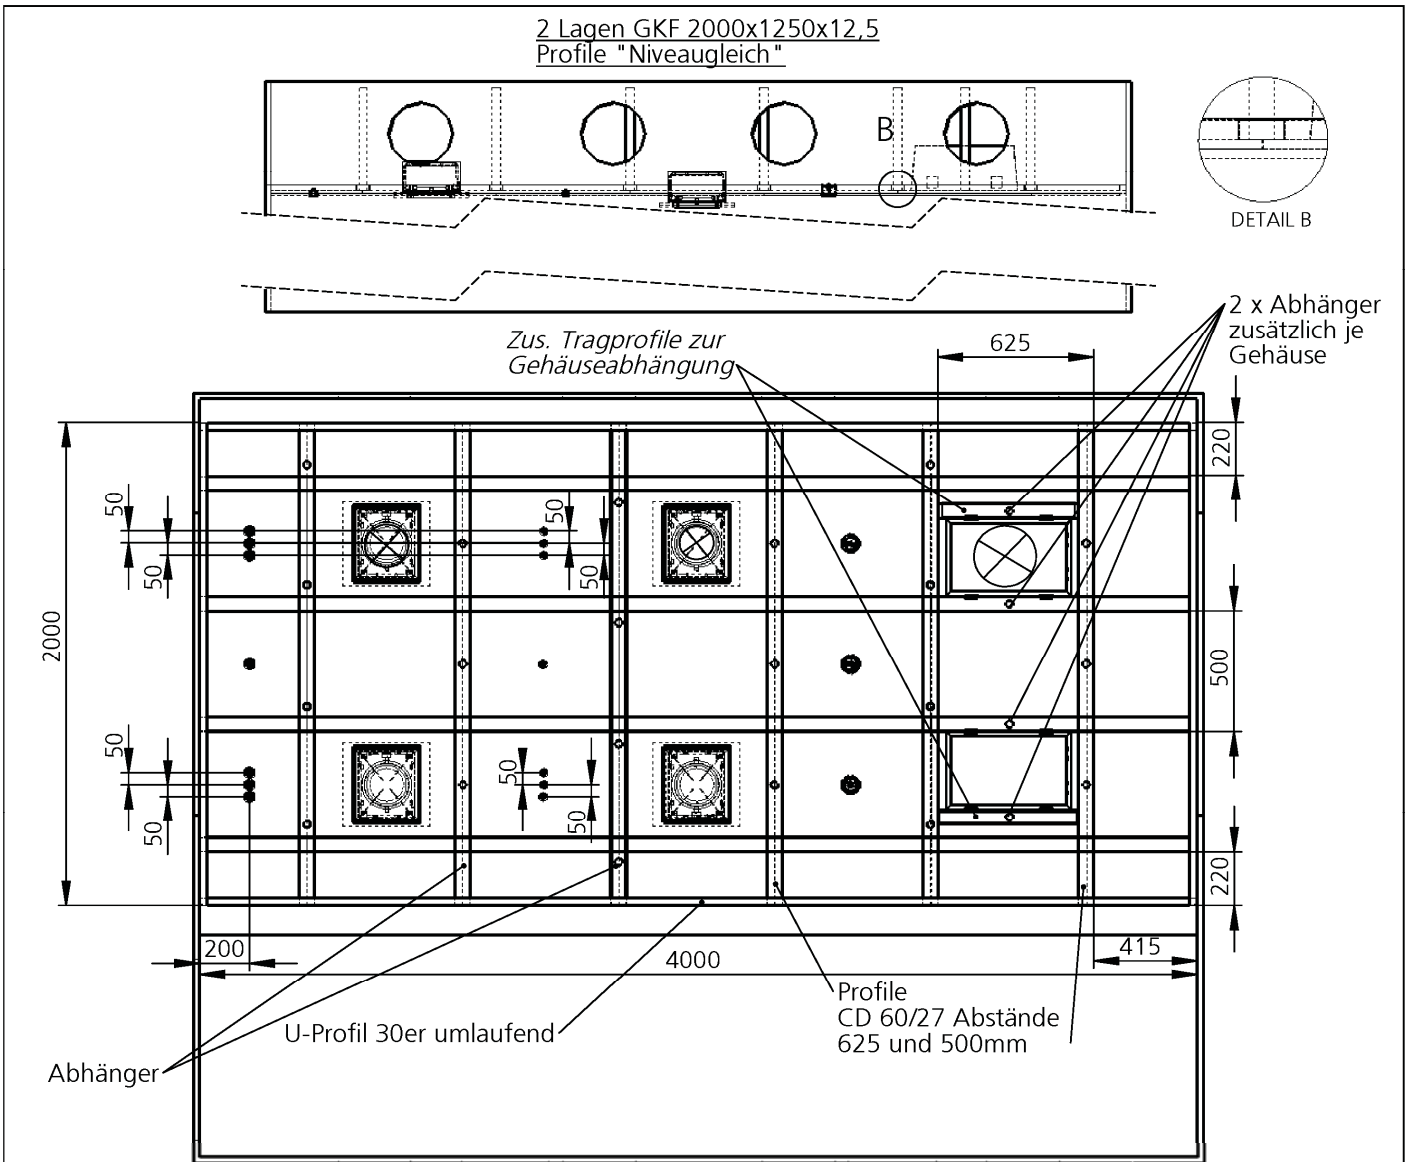 2 Lagen GKF 2000x1250x12,5
Profile "Niveaugleich"
B
DETAIL B
2 x Abhänger
zusätzlich je
Gehäuse
Zus. Tragprofile zur
Gehäuseabhängung
625
220
50
50
50
50
2000
500
50
50
50
50
220
200
4000
415
Profile
CD 60/27 Abstände
625 und 500mm
U-Profil 30er umlaufend
Abhänger